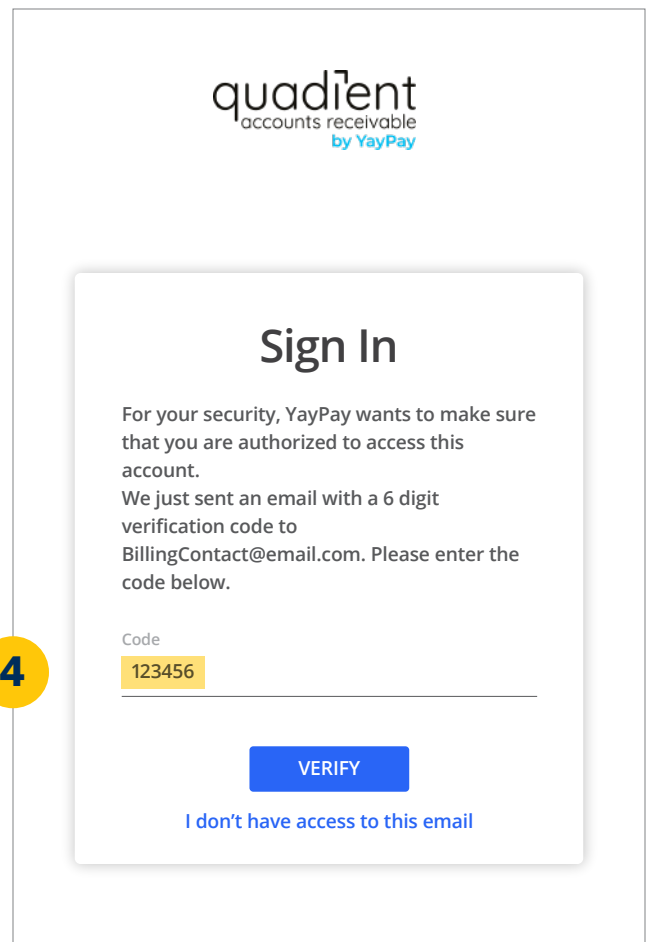 quadient
accounts receivable
by YayPay
Sign In
For your security, YayPay wants to make sure
that you are authorized to access this
account.
We just sent an email with a 6 digit
verification code to
BillingContact@email.com. Please enter the
code below.
Code
4
123456
VERIFY
I don’t have access to this email